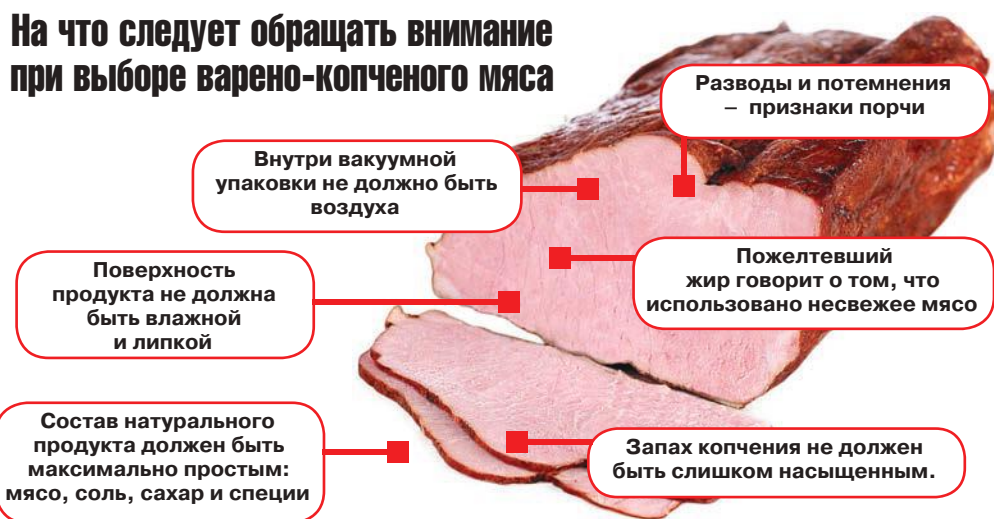 На что следует обращать внимание
при выборе варено-копченого мяса
Разводы и потемнения
– признаки порчи
Внутри вакуумной
упаковки не должно быть
воздуха
Пожелтевший
жир говорит о том, что
использовано несвежее мясо
Поверхность
продукта не должна
быть влажной
и липкой
Состав натурального
продукта должен быть
максимально простым:
мясо, соль, сахар и специи
Запах копчения не должен
быть слишком насыщенным.